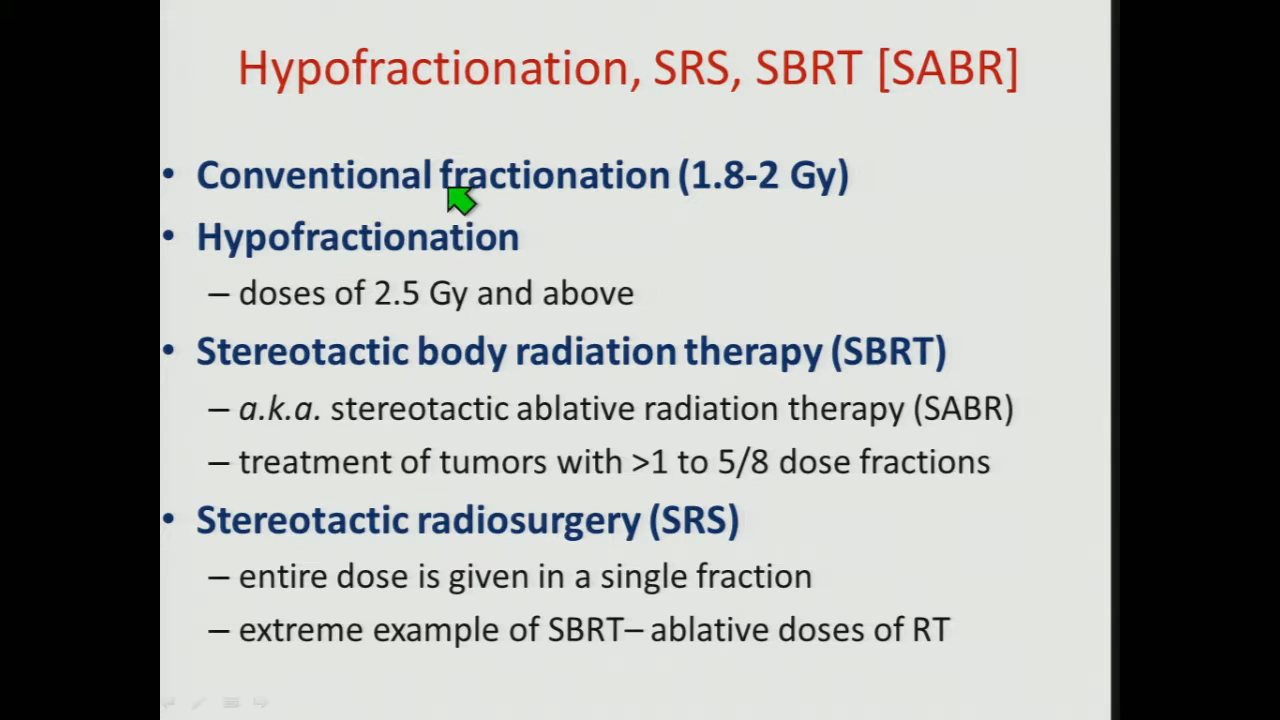 Hypofractionation, SRS, SBRT [SABR]
• Conventional fractionation (1.8-2 Gy)
• Hypofractionation
– doses of 2.5 Gy and above
• Stereotactic body radiation therapy (SBRT)
– a.k.a. stereotactic ablative radiation therapy (SABR)
– treatment of tumors with >1 to 5/8 dose fractions
• Stereotactic radiosurgery (SRS)
– entire dose is given in a single fraction
– extreme example of SBRT– ablative doses of RT